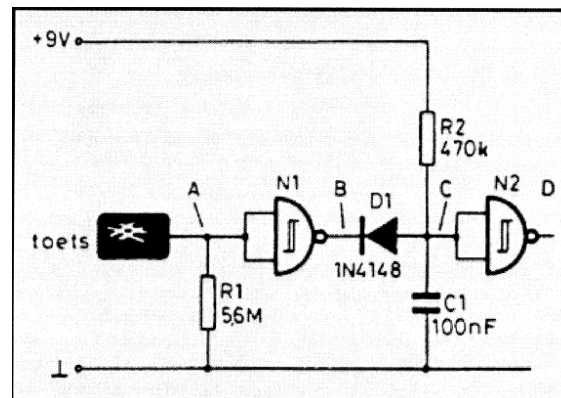 +9V
R2
470k
A
N1
B
D1
C
N2
D
toets
1N4148
R1
5,6M
C1
100nF